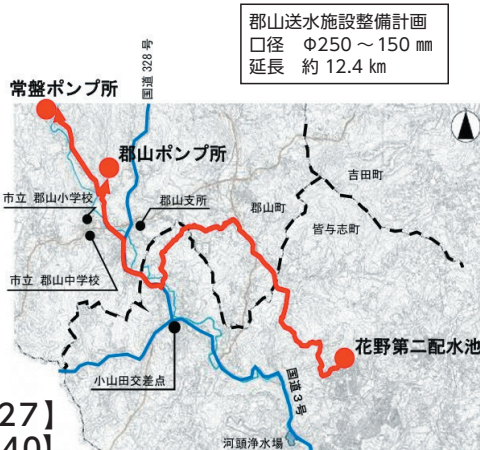 郡山送水施設整備計画
口径 Φ250 ~ 150 ㎜
延長 約 12.4 ㎞
国道 328 号
常盤ポンプ所
郡山ポンプ所
吉田町
市立 郡山小学校
郡山支所
郡山町
皆与志町
市立 郡山中学校
花野第二配水池
小山田交差点
国道3号
27】
河頭浄水場
40】